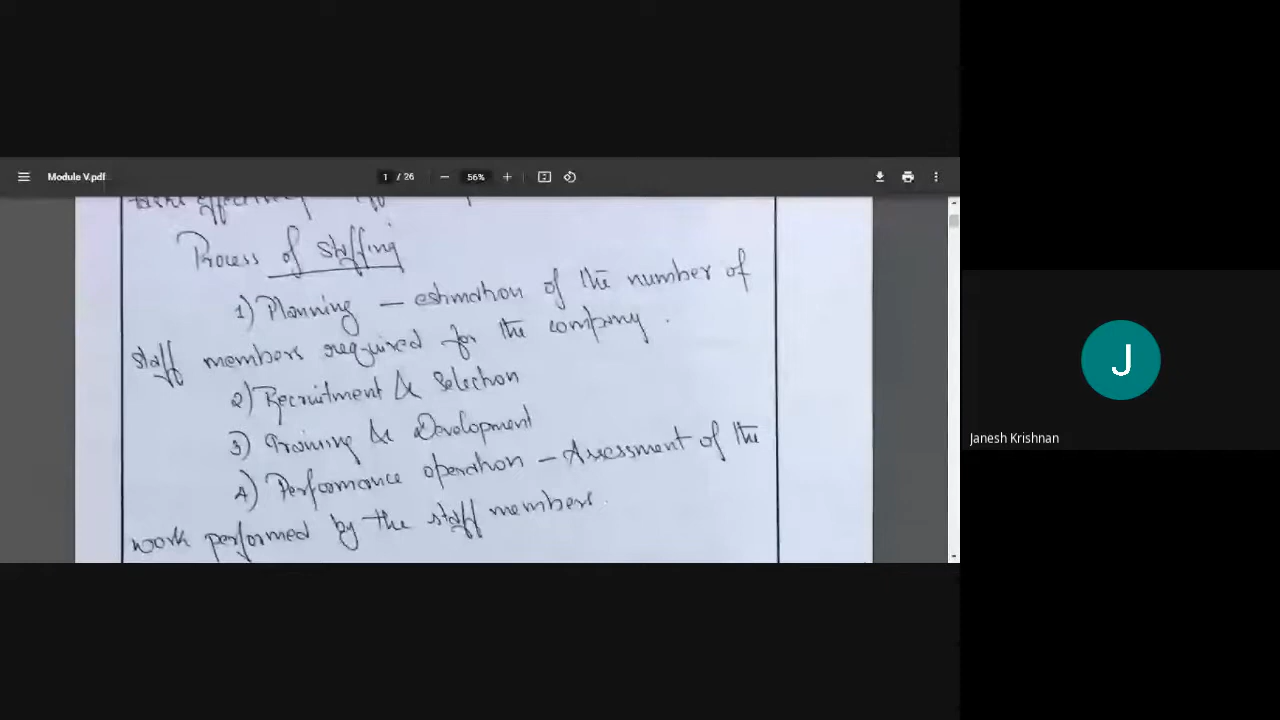 Module V.pdf
1 / 26
56%
Process of Staffing
1) Planning — estimation of the number of
staff members required for the company.
2) Recruitment & Selection
3) Training & Development
4) Performance operation – Assessment of the
work performed by the staff members.
J
Janesh Krishnan